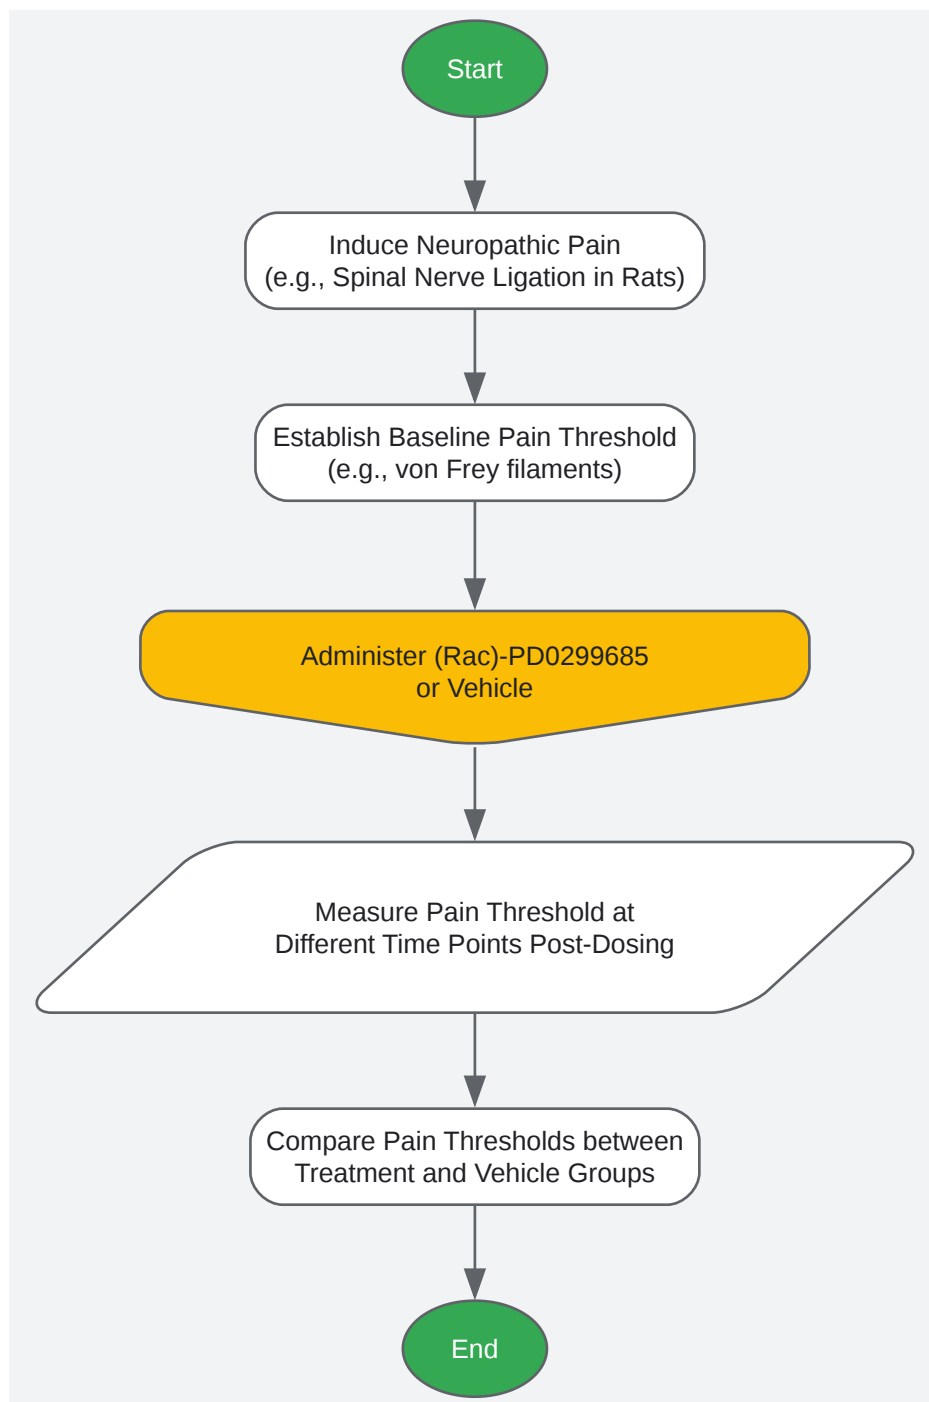 Start
Induce Neuropathic Pain
(e.g., Spinal Nerve Ligation in Rats)
Establish Baseline Pain Threshold
(e.g., von Frey filaments)
Administer (Rac)-PD0299685
or Vehicle
Measure Pain Threshold at
Different Time Points Post-Dosing
Compare Pain Thresholds between
Treatment and Vehicle Groups
End